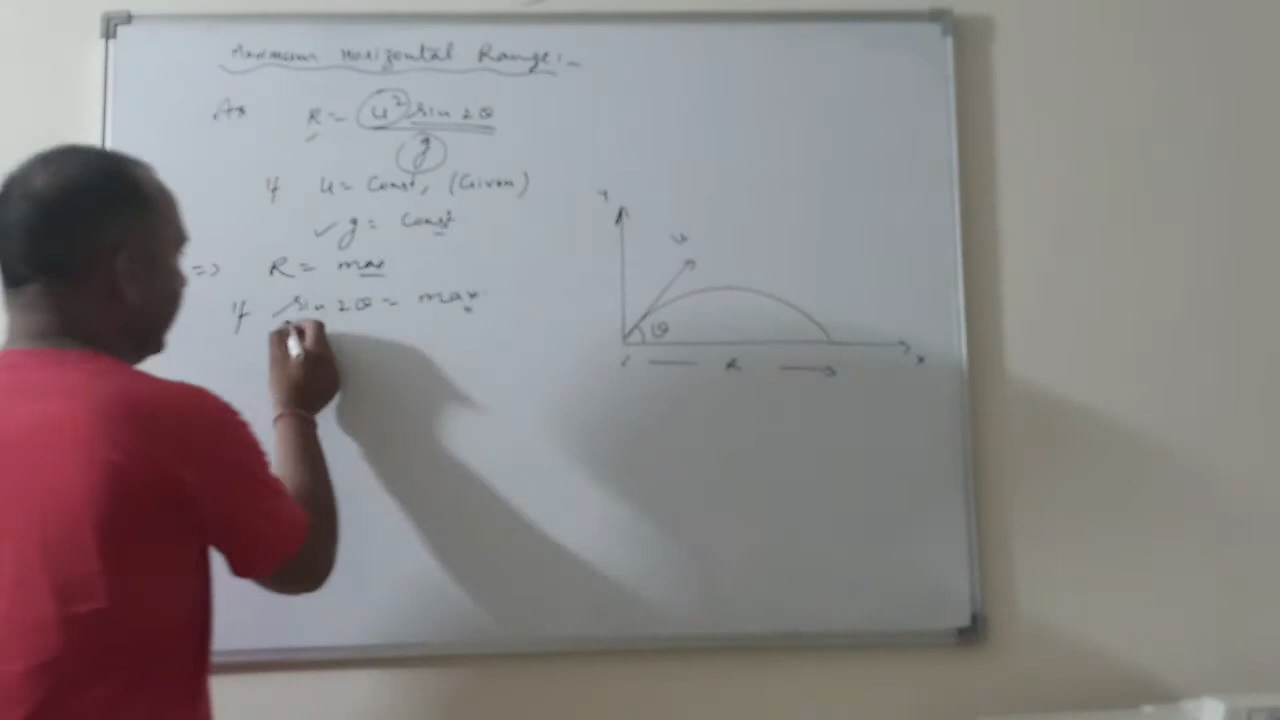 Maximum Horizontal Range:-
As R = u² sin 2θ
g
If u = Const, (Given)
g = Const
=> R = max
If sin 2θ = max
Y
u
θ
X
R